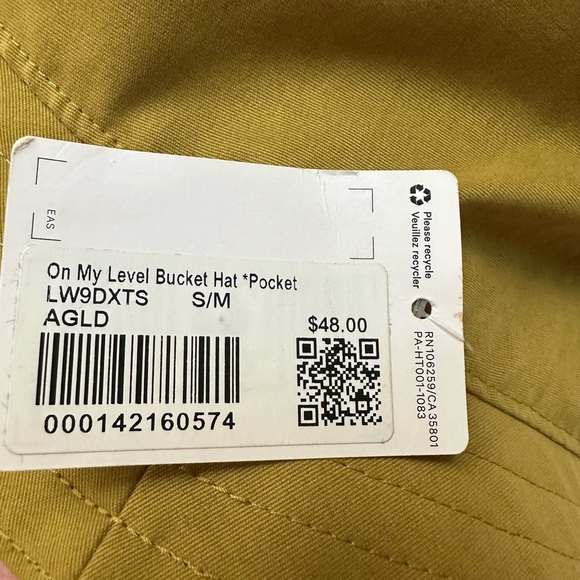 EAS
On My Level Bucket Hat *Pocket
LW9DXTS S/M
AGLD
$48.00
000142160574
Please recycle
Veuillez recycler
RN106259/CA35801
PA-HT001-1083